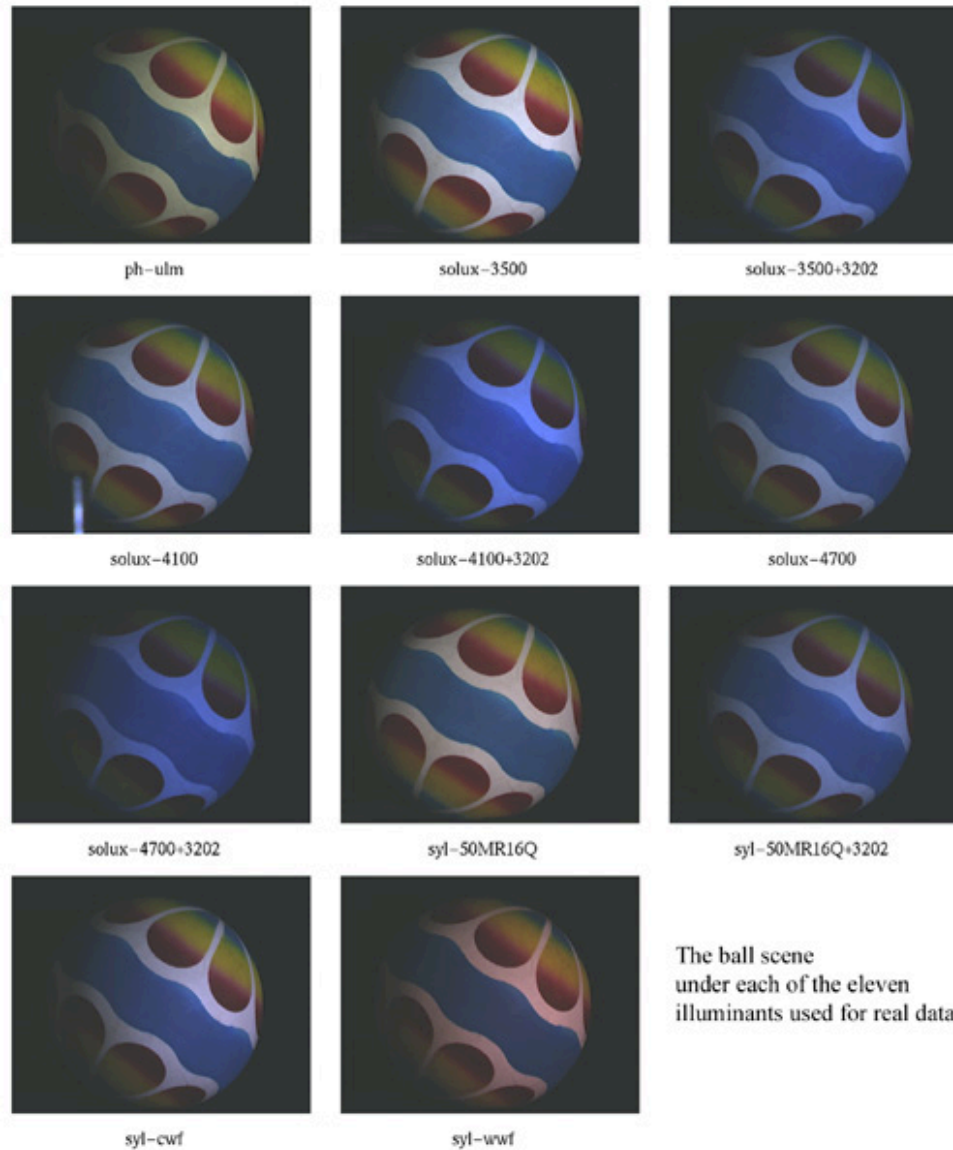 ph-ulm
solux-3500
solux-3500+3202
solux-4100
solux-4100+3202
solux-4700
solux-4700+3202
syl-50MR16Q
syl-50MR16Q+3202
The ball scene
under each of the eleven
illuminants used for real data
syl-cwf
syl-wwf